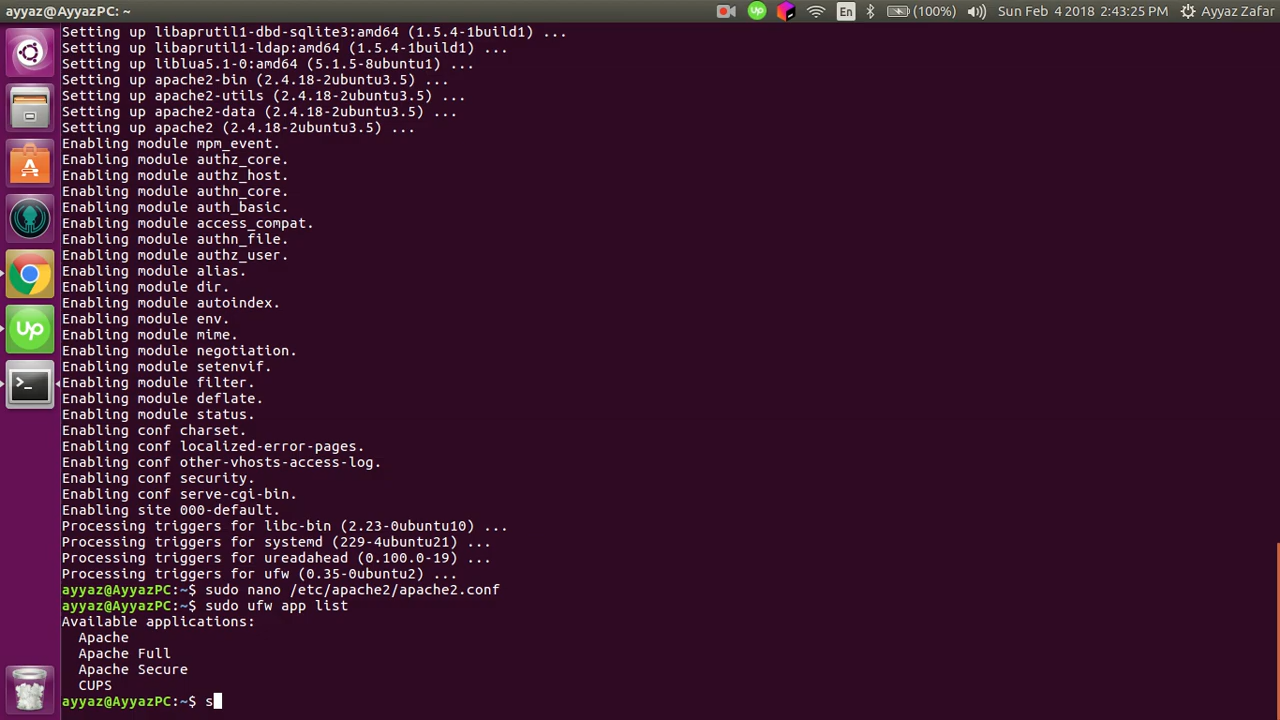 ayyaz@AyyazPC: ~
En
(100%)
Sun Feb 4 2018 2:43:25 PM
Ayyaz Zafar
Setting up libaprutil1-dbd-sqlite3:amd64 (1.5.4-1build1) ...
Setting up libaprutil1-ldap:amd64 (1.5.4-1build1) ...
Setting up liblua5.1-0:amd64 (5.1.5-8ubuntu1) ...
Setting up apache2-bin (2.4.18-2ubuntu3.5) ...
Setting up apache2-utils (2.4.18-2ubuntu3.5) ...
Setting up apache2-data (2.4.18-2ubuntu3.5) ...
Setting up apache2 (2.4.18-2ubuntu3.5) ...
Enabling module mpm_event.
Enabling module authz_core.
Enabling module authz_host.
Enabling module authn_core.
Enabling module auth_basic.
Enabling module access_compat.
Enabling module authn_file.
Enabling module authz_user.
Enabling module alias.
Enabling module dir.
Enabling module autoindex.
Enabling module env.
Enabling module mime.
Enabling module negotiation.
Enabling module setenvif.
Enabling module filter.
Enabling module deflate.
Enabling module status.
Enabling conf charset.
Enabling conf localized-error-pages.
Enabling conf other-vhosts-access-log.
Enabling conf security.
Enabling conf serve-cgi-bin.
Enabling site 000-default.
Processing triggers for libc-bin (2.23-0ubuntu10) ...
Processing triggers for systemd (229-4ubuntu21) ...
Processing triggers for ureadahead (0.100.0-19) ...
Processing triggers for ufw (0.35-0ubuntu2) ...
ayyaz@AyyazPC:~$ sudo nano /etc/apache2/apache2.conf
ayyaz@AyyazPC:~$ sudo ufw app list
Available applications:
  Apache
  Apache Full
  Apache Secure
  CUPS
ayyaz@AyyazPC:~$ s
up
up